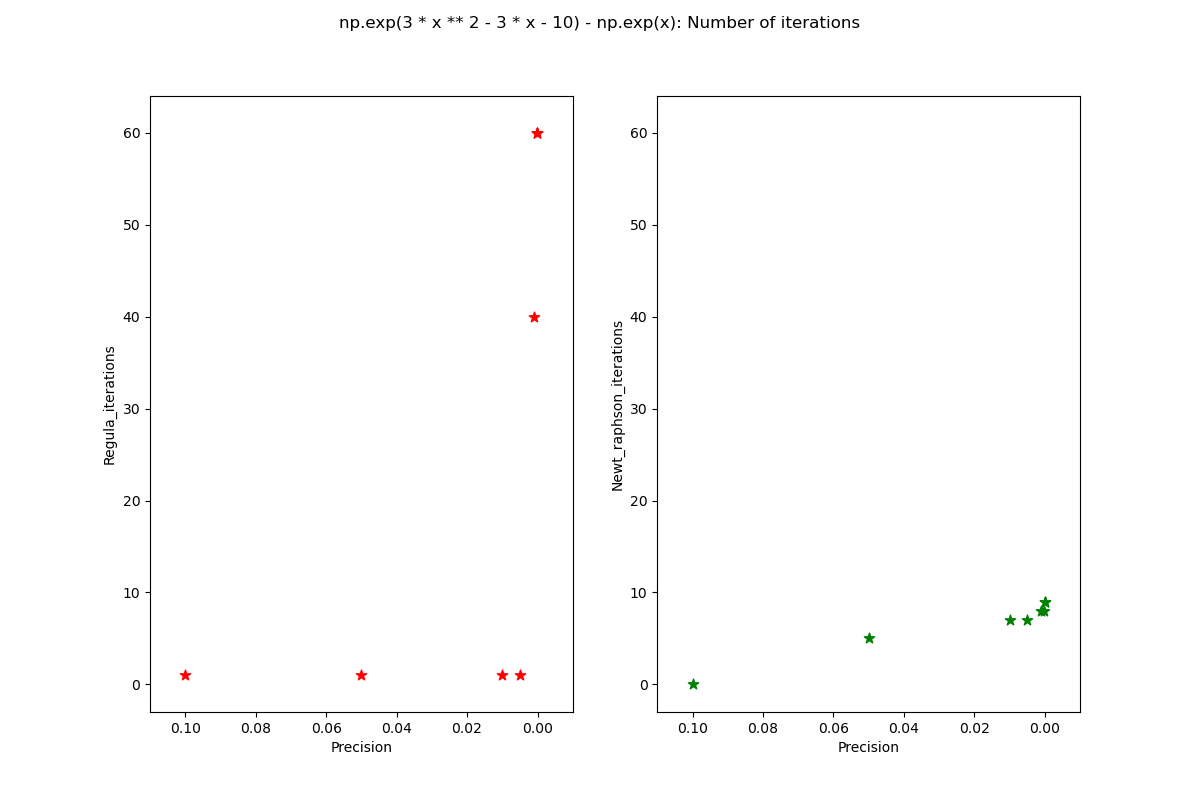 np.exp(3 * x ** 2 - 3 * x - 10) - np.exp(x): Number of iterations
60
50
40
30
20
10
0
Regula_iterations
0.10 0.08 0.06 0.04 0.02 0.00
Precision
60
50
40
30
20
10
0
Newt_raphson_iterations
0.10 0.08 0.06 0.04 0.02 0.00
Precision